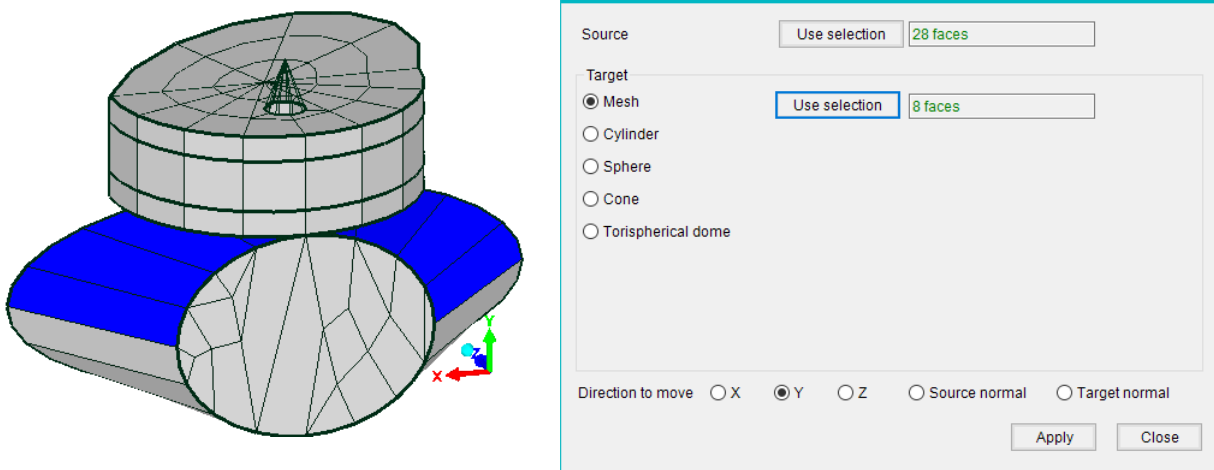 Source Use selection 28 faces
Target
Mesh Use selection 8 faces
Cylinder
Sphere
Cone
Torispherical dome
Y
Z
X
Direction to move X Y Z Source normal Target normal
Apply Close